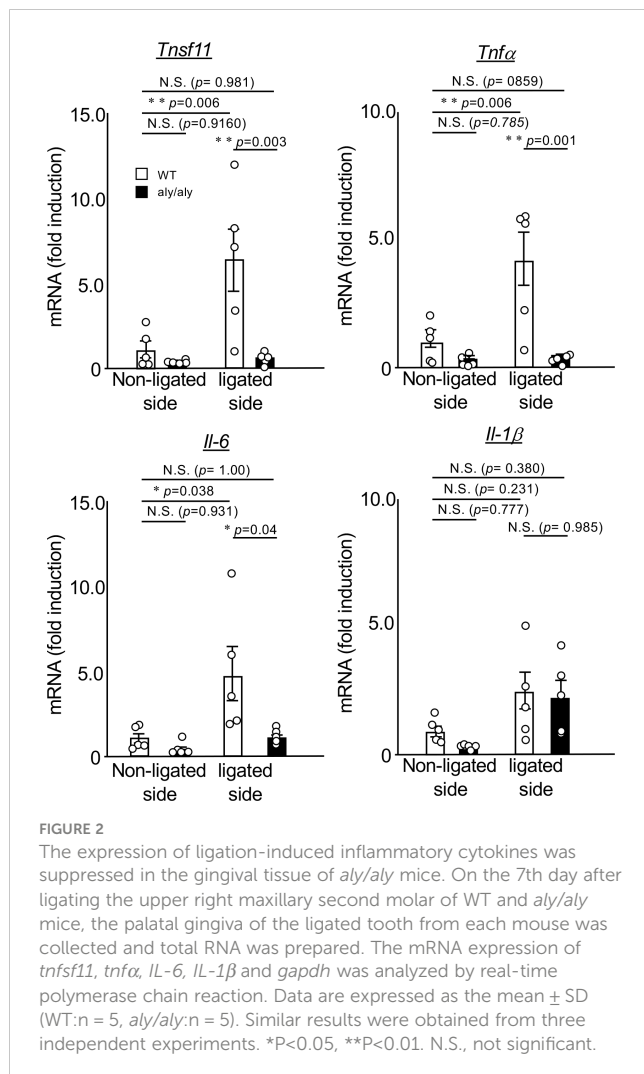 Tnsf11
N.S. (p= 0.981)
** p=0.006
N.S. (p=0.9160)
** p=0.003
15.0
10.0
5.0
0
mRNA (fold induction)
WT
aly/aly
Non-ligated side
ligated side
Tnfα
N.S. (p= 0859)
** p=0.006
N.S. (p=0.785)
** p=0.001
10.0
5.0
0
mRNA (fold induction)
Non-ligated side
ligated side
Il-6
N.S. (p= 1.00)
* p=0.038
N.S. (p=0.931)
* p=0.04
15.0
10.0
5.0
0
mRNA (fold induction)
Non-ligated side
ligated side
Il-1β
N.S. (p= 0.380)
N.S. (p= 0.231)
N.S. (p=0.777)
N.S. (p= 0.985)
10.0
5.0
0
mRNA (fold induction)
Non-ligated side
ligated side
FIGURE 2
The expression of ligation-induced inflammatory cytokines was
suppressed in the gingival tissue of aly/aly mice. On the 7th day after
ligating the upper right maxillary second molar of WT and aly/aly
mice, the palatal gingiva of the ligated tooth from each mouse was
collected and total RNA was prepared. The mRNA expression of
tnfsf11, tnfα, IL-6, IL-1β and gapdh was analyzed by real-time
polymerase chain reaction. Data are expressed as the mean ± SD
(WT:n = 5, aly/aly:n = 5). Similar results were obtained from three
independent experiments. *P<0.05, **P<0.01. N.S., not significant.